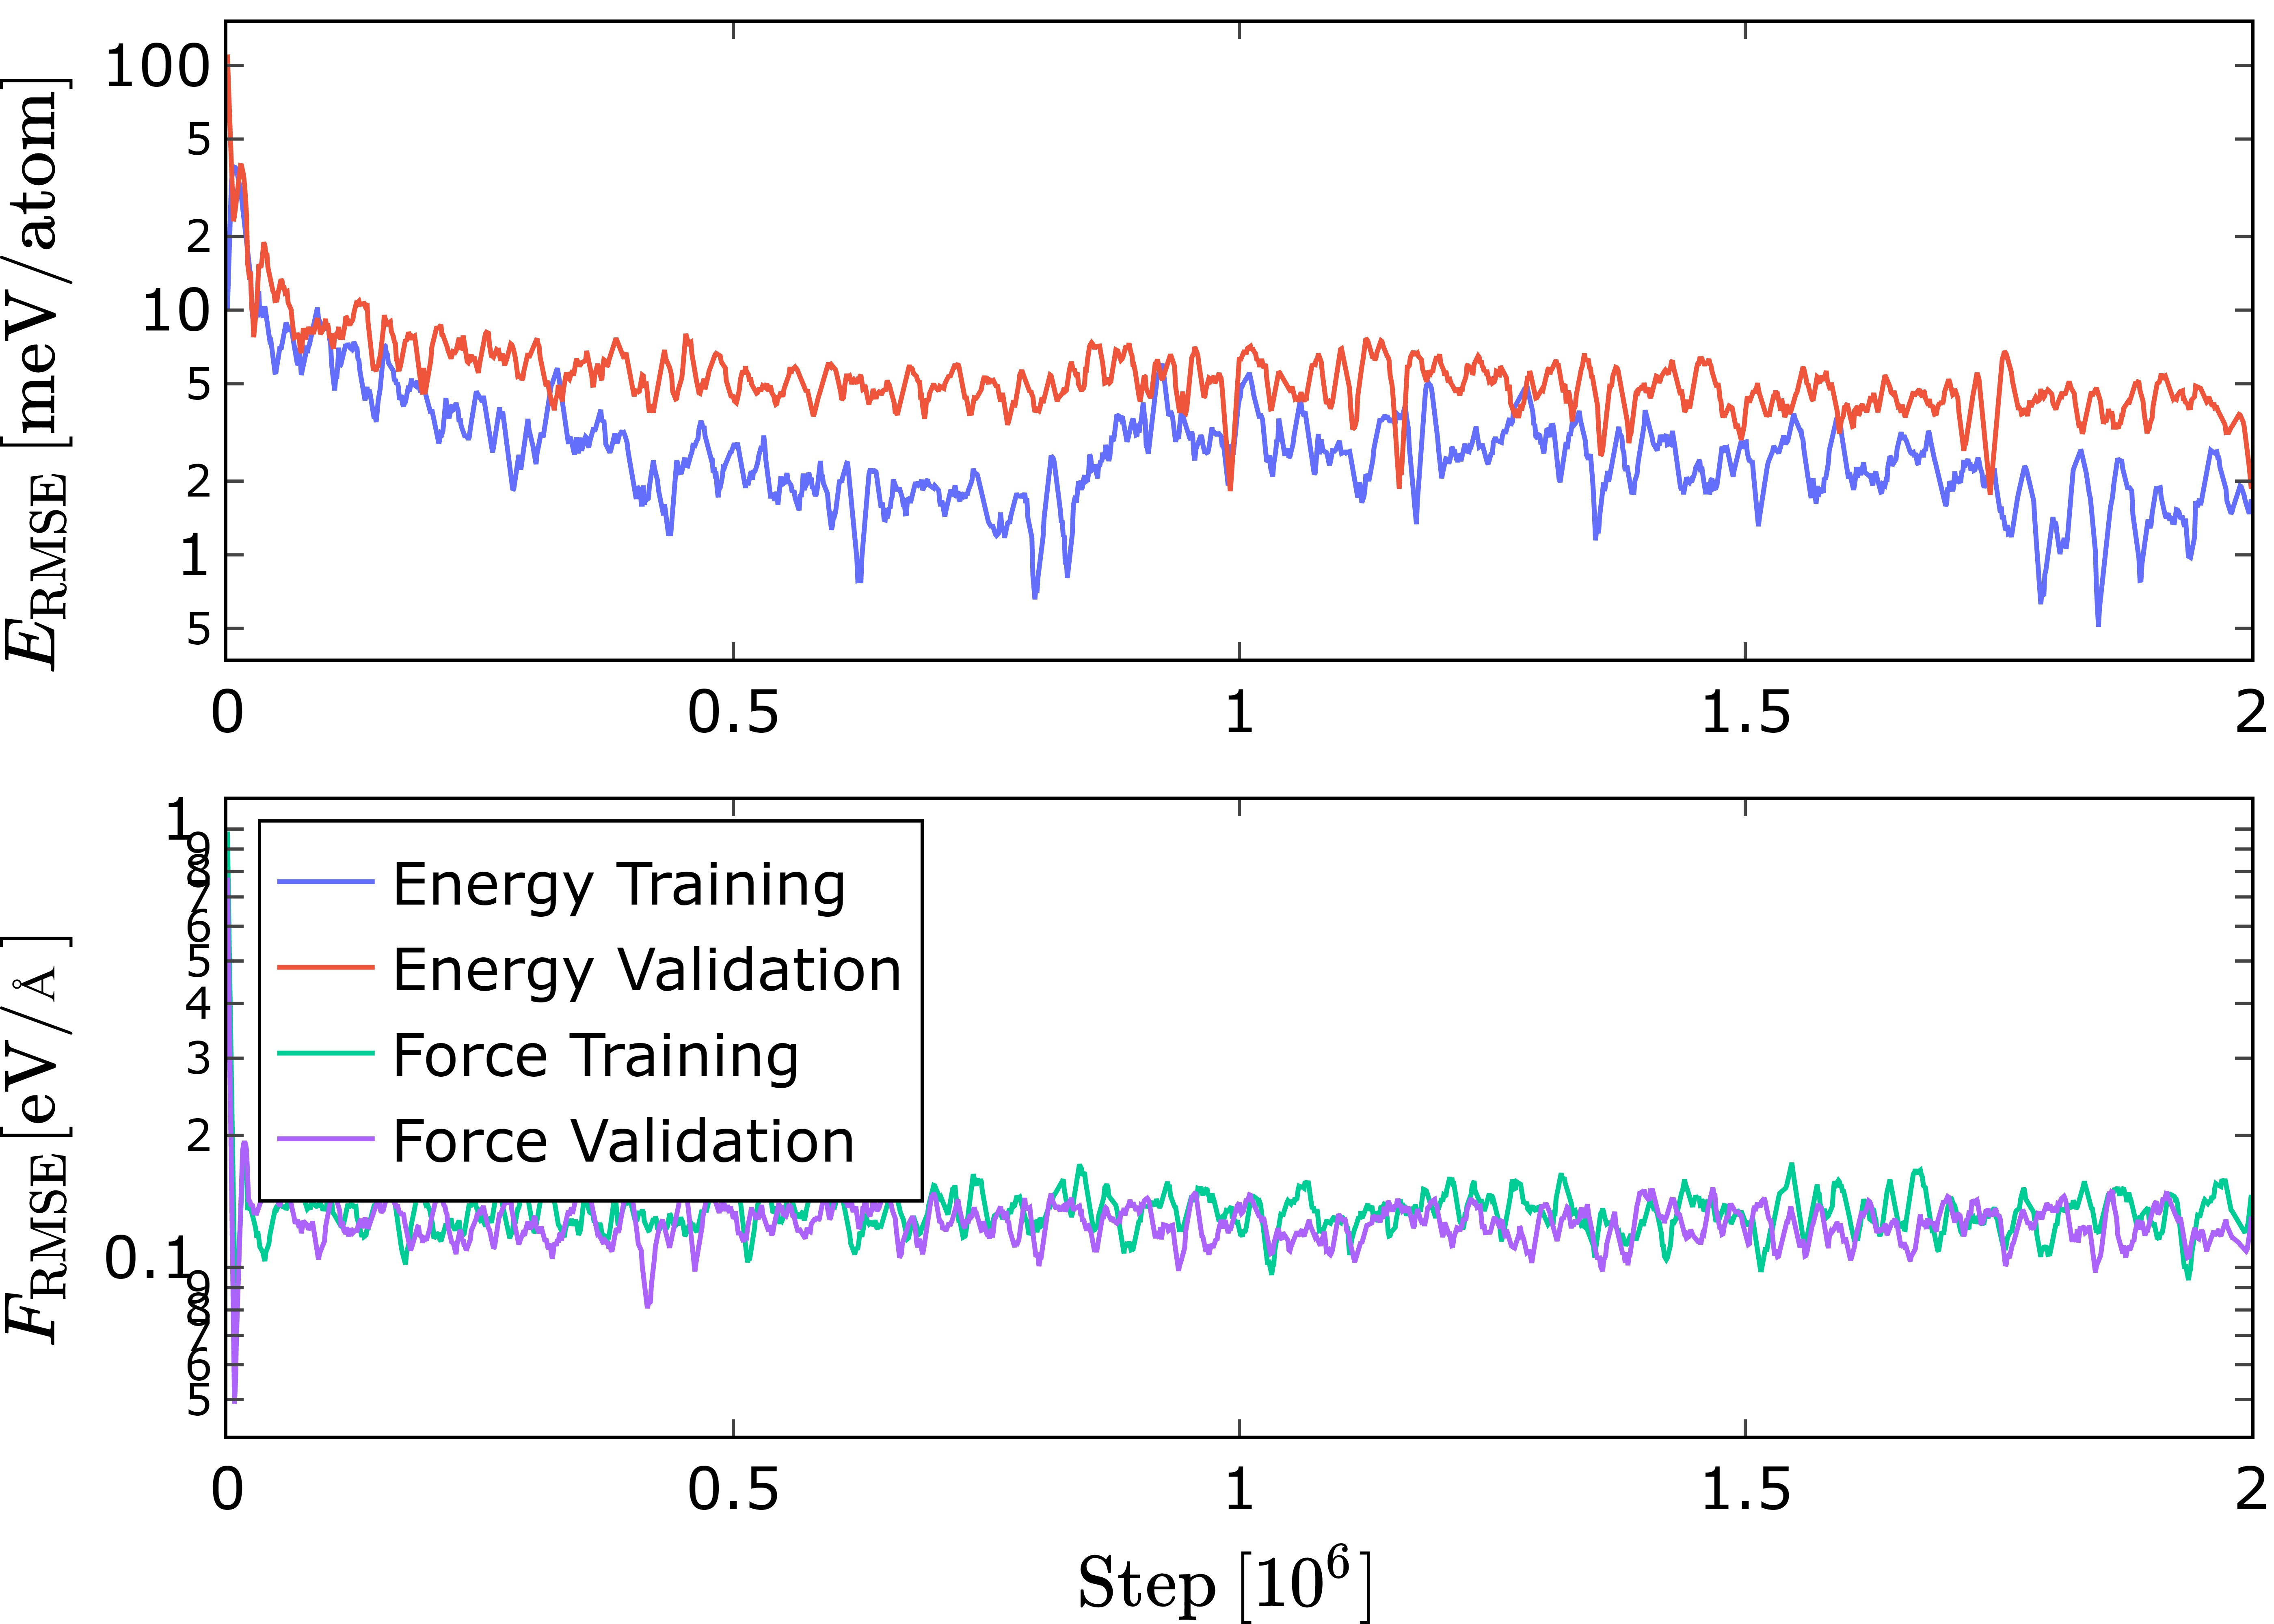 E_RMSE [meV/atom]
100
5
2
10
5
2
1
5
0 0.5 1 1.5 2
F_RMSE [eV/Å]
1
9
8
7
6
5
4
3
2
0.1
9
8
7
6
5
Energy Training
Energy Validation
Force Training
Force Validation
0 0.5 1 1.5 2
Step [10⁶]